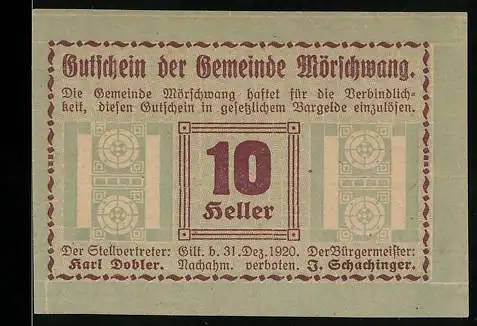 Gutschein der Gemeinde Mörschwang.
Die Gemeinde Mörschwang haftet für die Verbindlich-
keit, diesen Gutschein in gesetzlichem Bargelde einzulösen.
10
Heller
Der Stellvertreter: Gilt b. 31. Dez. 1920. Der Bürgermeister:
Karl Dobler. Nachahm. verboten. J. Schachinger.